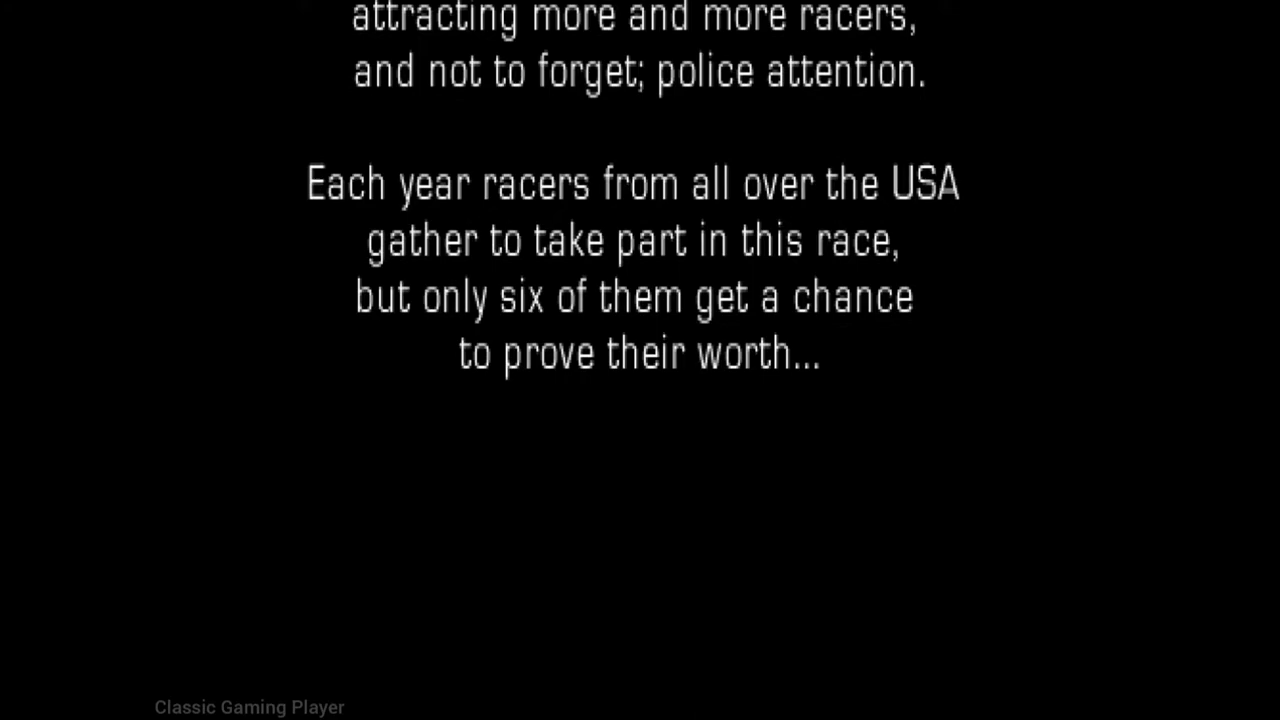 attracting more and more racers,
and not to forget; police attention.
Each year racers from all over the USA
gather to take part in this race,
but only six of them get a chance
to prove their worth...
Classic Gaming Player